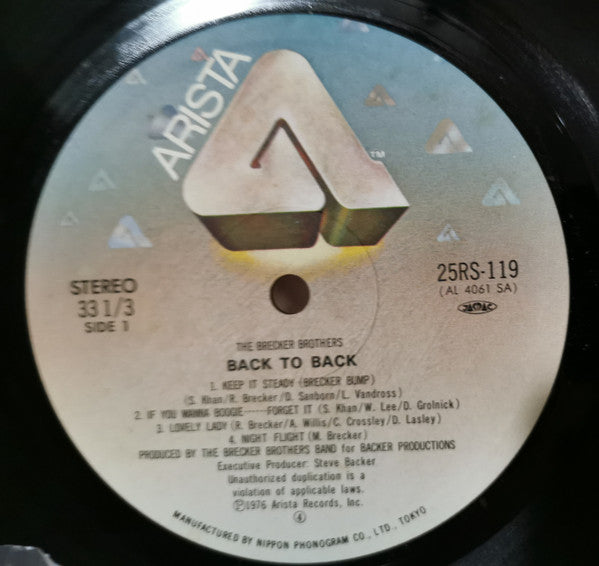 ARISTA
TM
STEREO
33 1/3
SIDE 1
25RS-119
(AL 4061 SA)
JASRAC
THE BRECKER BROTHERS
BACK TO BACK
1. KEEP IT STEADY (BRECKER BUMP)
(S. Khan/R. Brecker/D. Sanborn/L. Vandross)
2. IF YOU WANNA BOOGIE……FORGET IT (S. Khan/W. Lee/D. Grolnick)
3. LOVELY LADY (R. Brecker/A. Willis/C. Crossley/D. Lasley)
4. NIGHT FLIGHT (M. Brecker)
PRODUCED BY THE BRECKER BROTHERS BAND for BACKER PRODUCTIONS
Executive Producer: Steve Backer
Unauthorized duplication is a
violation of applicable laws.
Ⓟ1976 Arista Records, Inc.
④
MANUFACTURED BY NIPPON PHONOGRAM CO., LTD., TOKYO